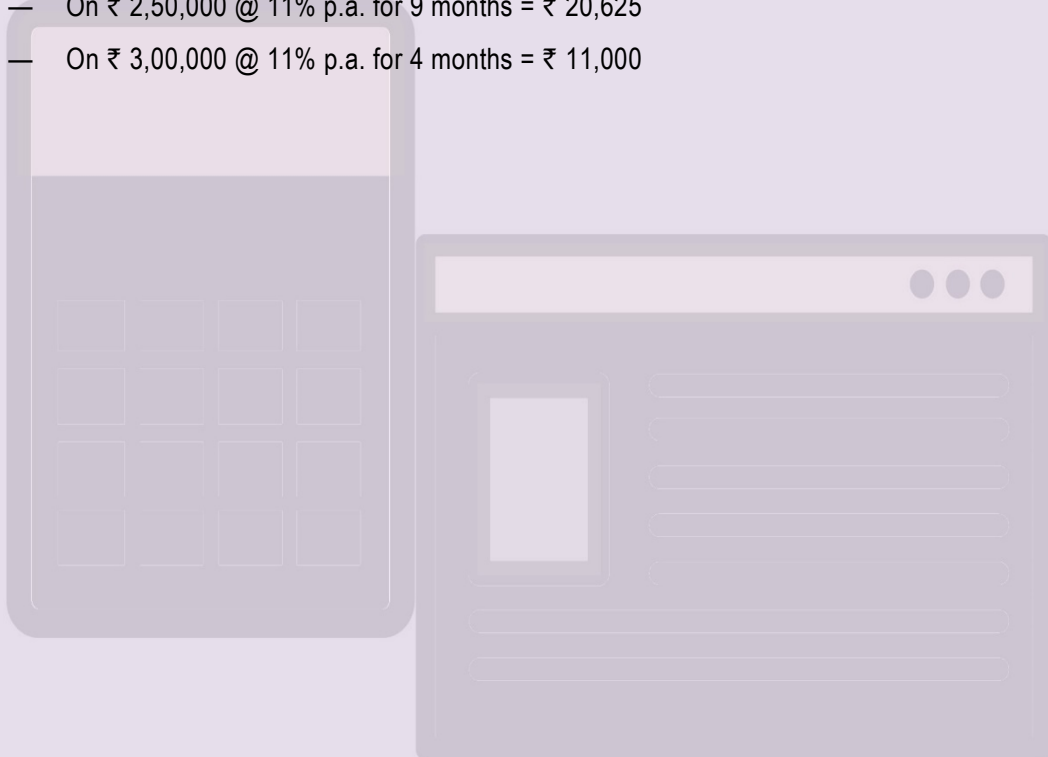 — On ₹ 2,50,000 @ 11% p.a. for 9 months = ₹ 20,625
— On ₹ 3,00,000 @ 11% p.a. for 4 months = ₹ 11,000